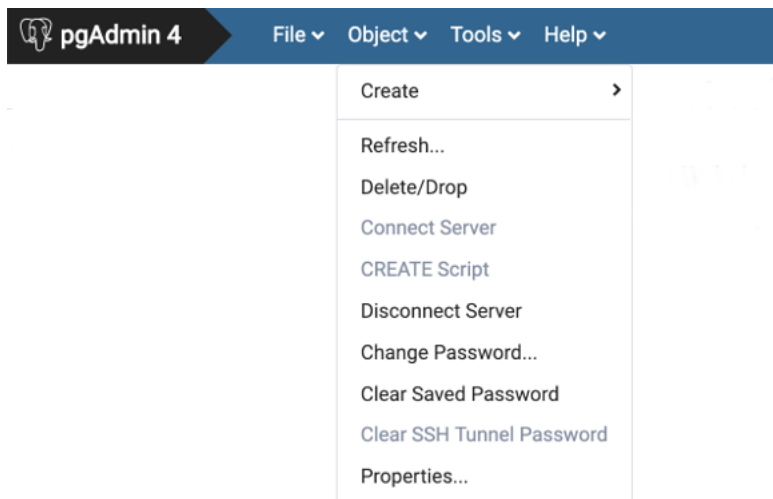 pgAdmin 4 File Object Tools Help
Create
Refresh...
Delete/Drop
Connect Server
CREATE Script
Disconnect Server
Change Password...
Clear Saved Password
Clear SSH Tunnel Password
Properties...